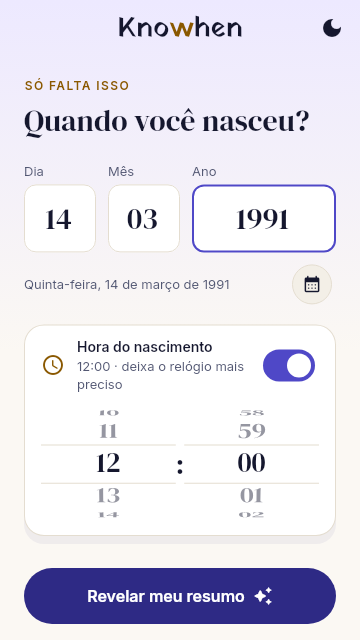 Knowhen
SÓ FALTA ISSO
Quando você nasceu?
Dia
Mês
Ano
14
03
1991
Quinta-feira, 14 de março de 1991
Hora do nascimento
12:00 · deixa o relógio mais
preciso
10 58
11 59
12 : 00
13 01
14 02
Revelar meu resumo